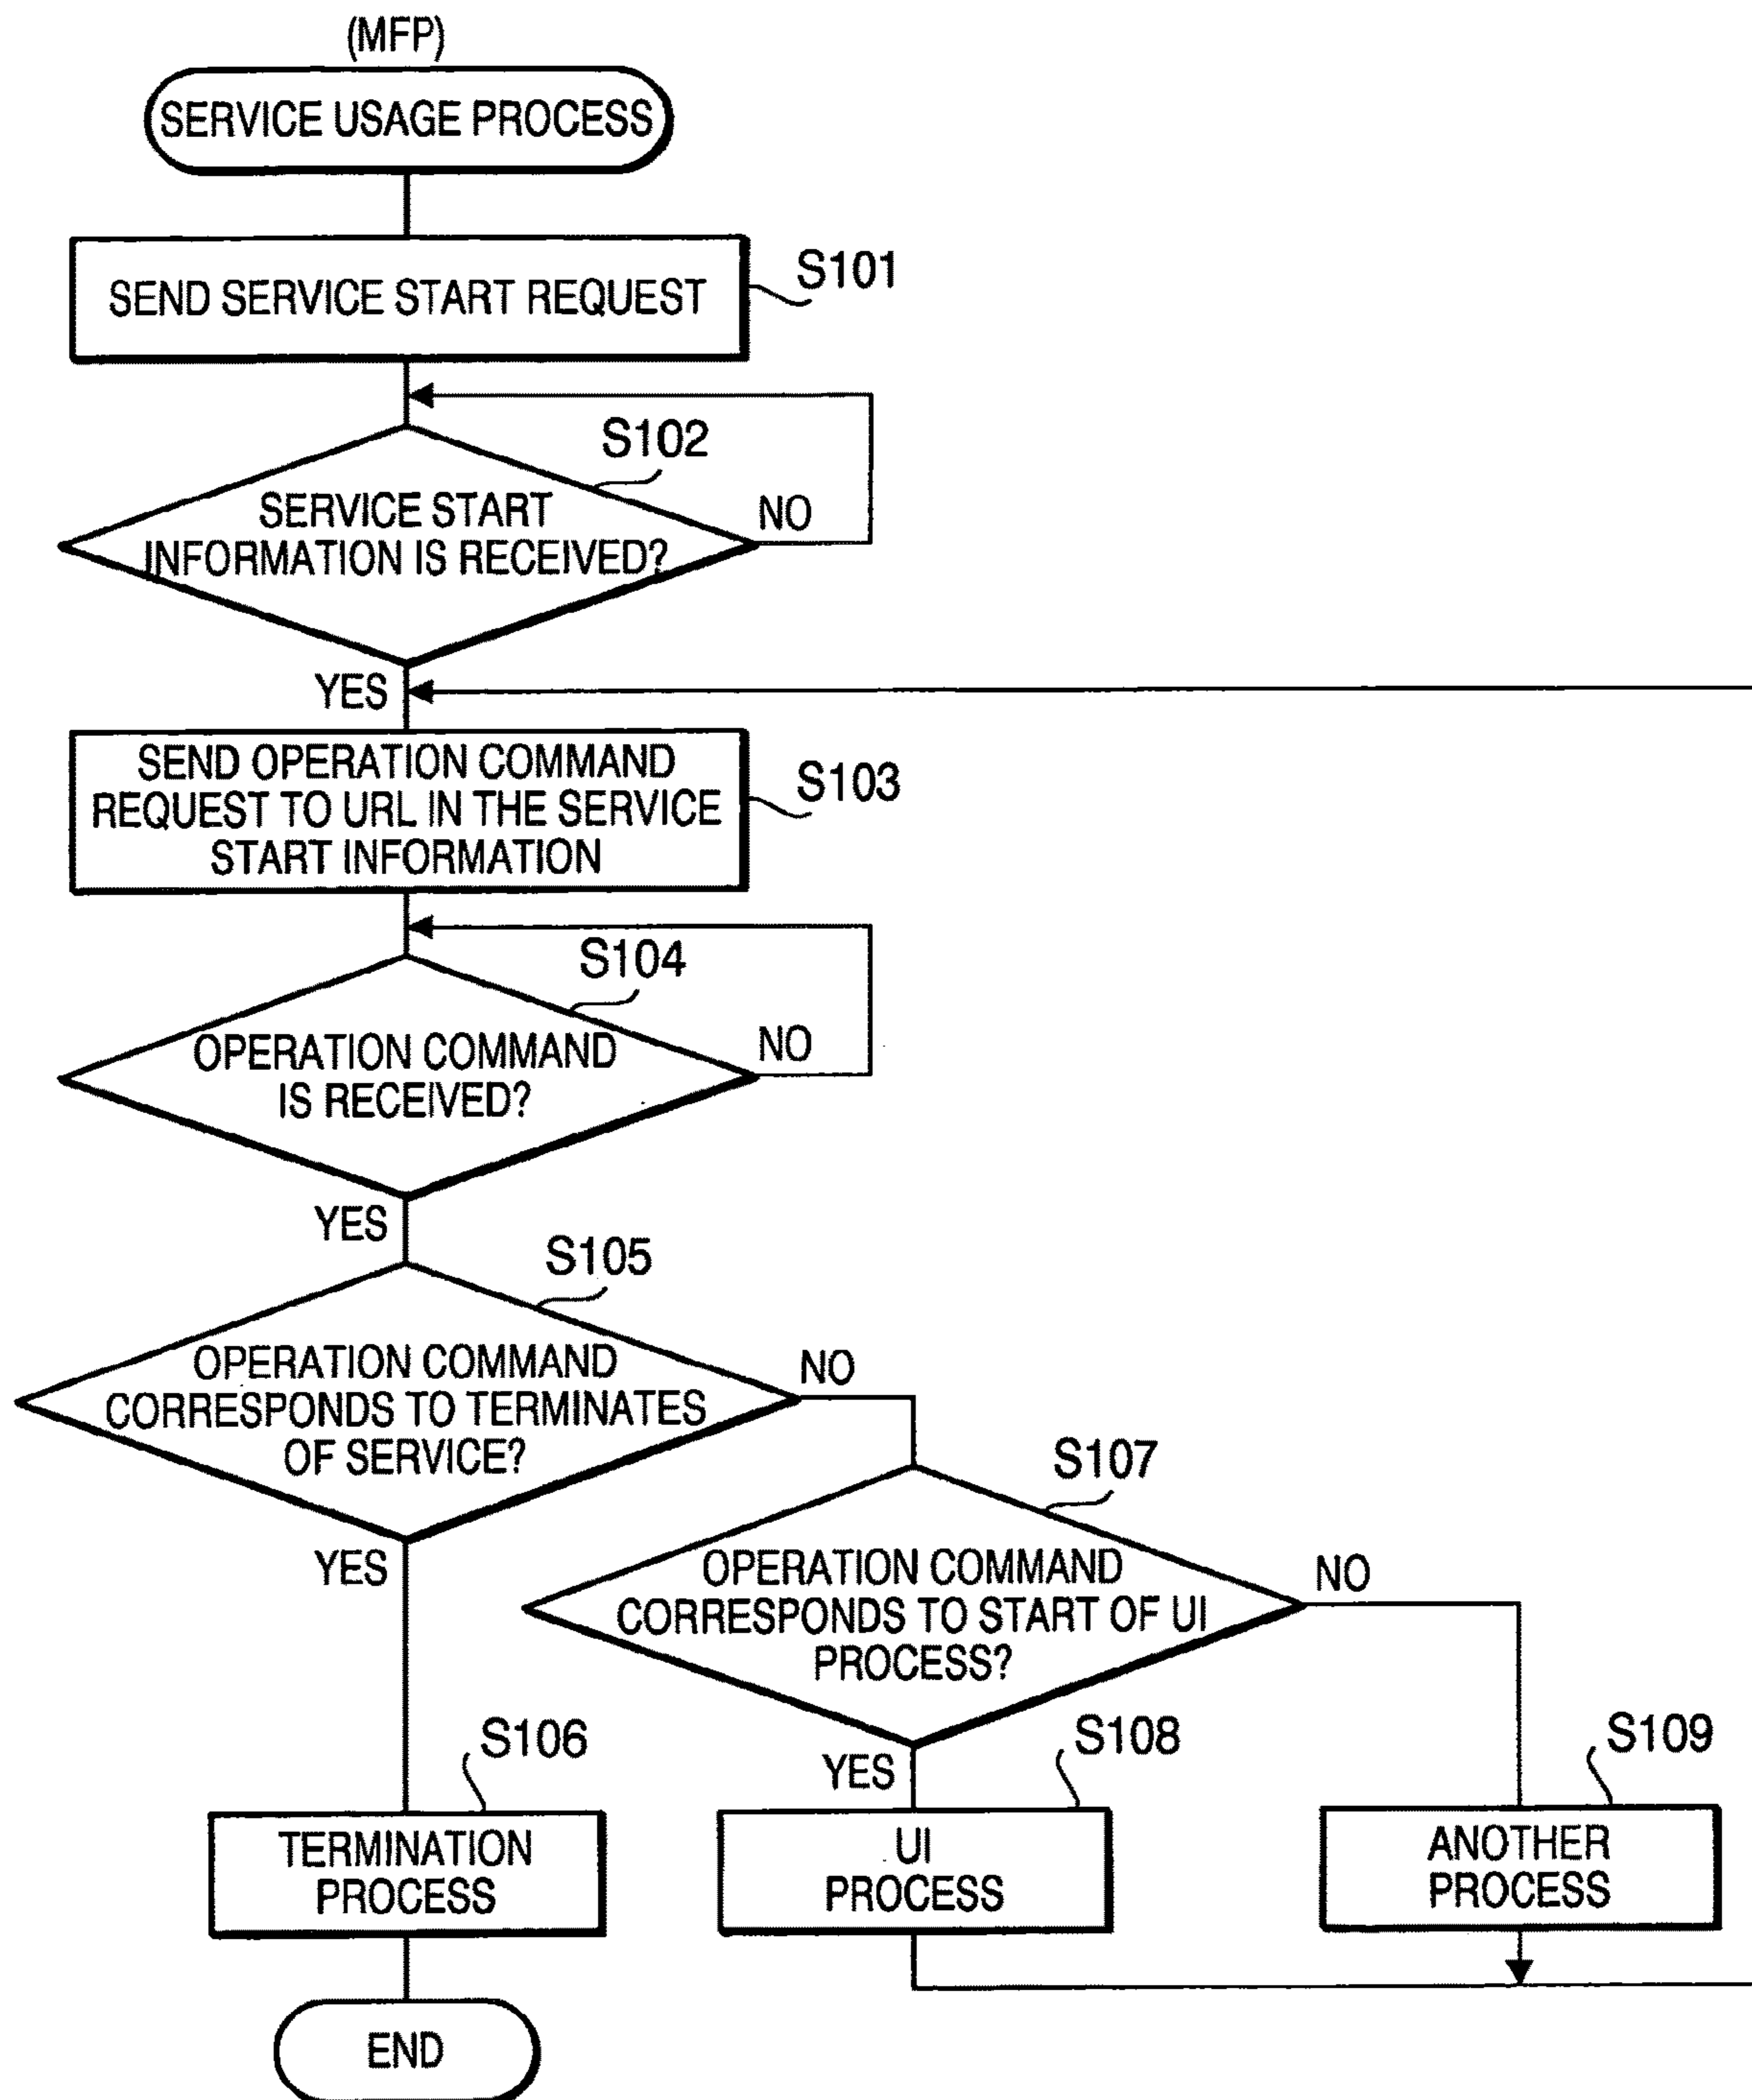 (MFP)
SERVICE USAGE PROCESS
SEND SERVICE START REQUEST
S101
S102
SERVICE START
INFORMATION IS RECEIVED?
NO
YES
SEND OPERATION COMMAND
REQUEST TO URL IN THE SERVICE
START INFORMATION
S103
S104
OPERATION COMMAND
IS RECEIVED?
NO
YES
S105
OPERATION COMMAND
CORRESPONDS TO TERMINATES
OF SERVICE?
NO
YES
S107
OPERATION COMMAND
CORRESPONDS TO START OF UI
PROCESS?
NO
YES
S106
TERMINATION
PROCESS
S108
UI
PROCESS
S109
ANOTHER
PROCESS
END